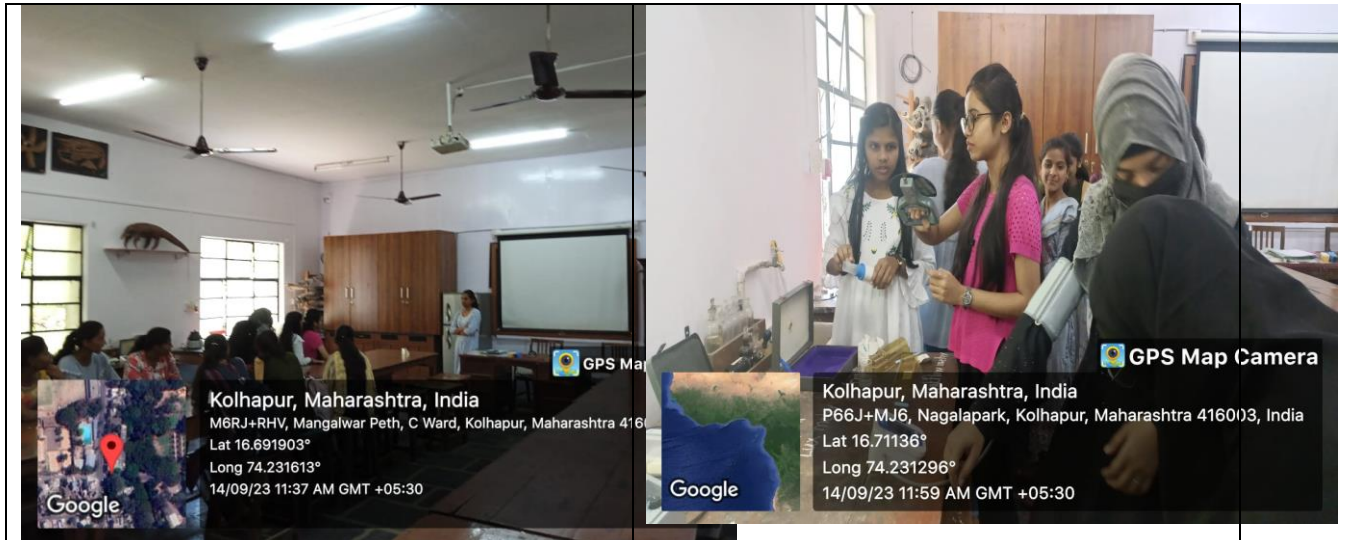 GPS Map
Kolhapur, Maharashtra, India
M6RJ+RHV, Mangalwar Peth, C Ward, Kolhapur, Maharashtra 416
Lat 16.691903°
Long 74.231613°
14/09/23 11:37 AM GMT +05:30
Google
GPS Map Camera
Kolhapur, Maharashtra, India
P66J+MJ6, Nagalapark, Kolhapur, Maharashtra 416003, India
Lat 16.71136°
Long 74.231296°
14/09/23 11:59 AM GMT +05:30
Google